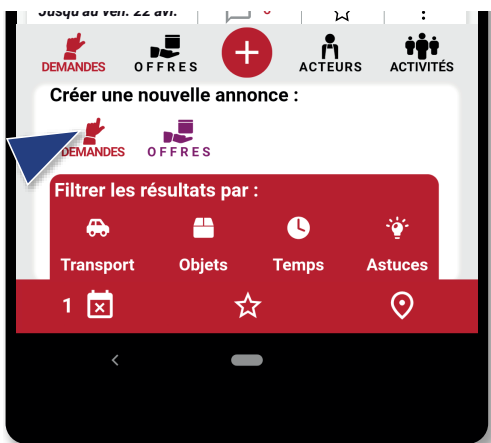 Jusqu'au ven. 22 avr.
DEMANDES OFFRES + ACTEURS ACTIVITÉS
Créer une nouvelle annonce :
DEMANDES OFFRES
Filtrer les résultats par :
Transport Objets Temps Astuces
1